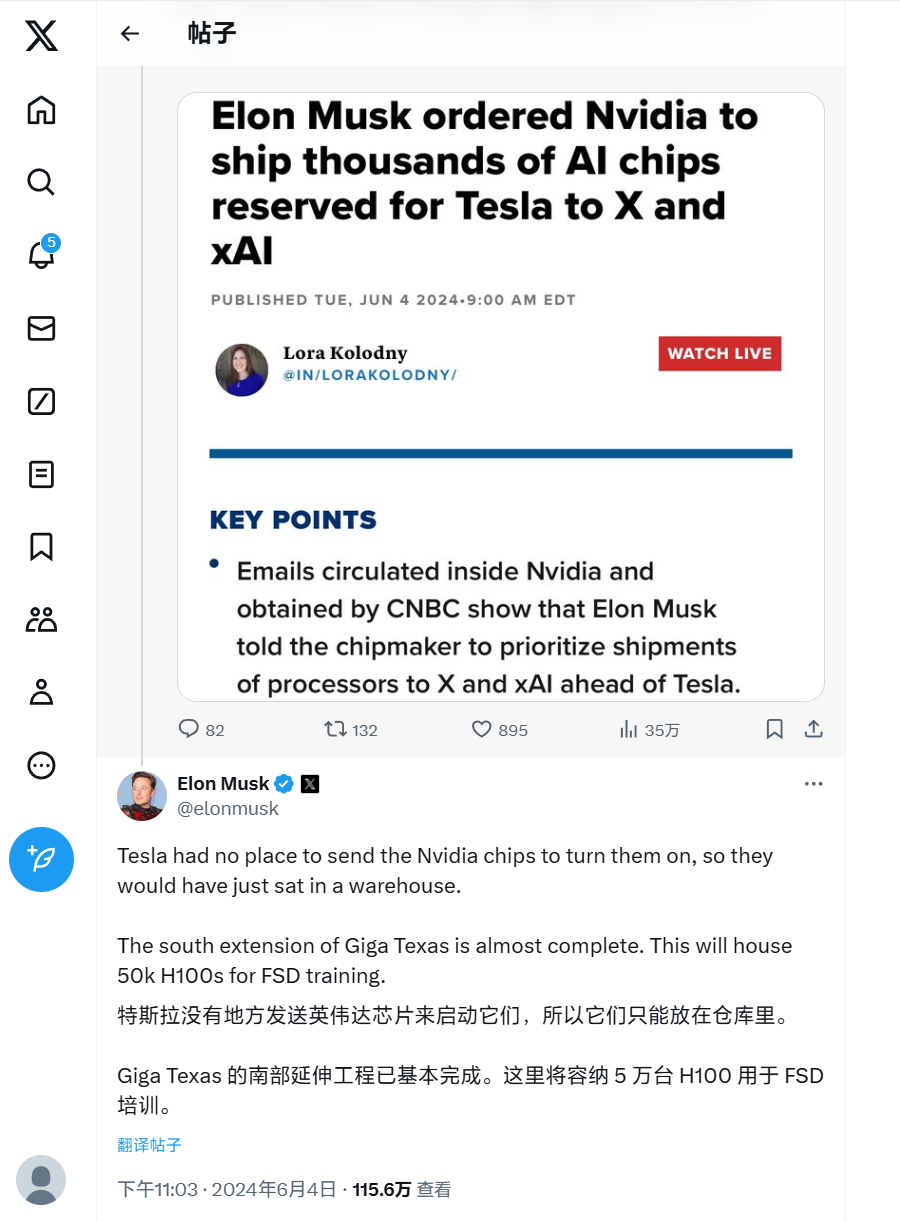 帖子
Elon Musk ordered Nvidia to
ship thousands of AI chips
reserved for Tesla to X and
xAI
PUBLISHED TUE, JUN 4 2024•9:00 AM EDT
Lora Kolodny
@IN/LORAKOLODNY/
WATCH LIVE
KEY POINTS
• Emails circulated inside Nvidia and
obtained by CNBC show that Elon Musk
told the chipmaker to prioritize shipments
of processors to X and xAI ahead of Tesla.
82 132 895 35万
5
Elon Musk
@elonmusk
Tesla had no place to send the Nvidia chips to turn them on, so they
would have just sat in a warehouse.
The south extension of Giga Texas is almost complete. This will house
50k H100s for FSD training.
特斯拉没有地方发送英伟达芯片来启动它们，所以它们只能放在仓库里。
Giga Texas 的南部延伸工程已基本完成。这里将容纳 5 万台 H100 用于 FSD
培训。
翻译帖子
下午11:03 · 2024年6月4日 · 115.6万 查看